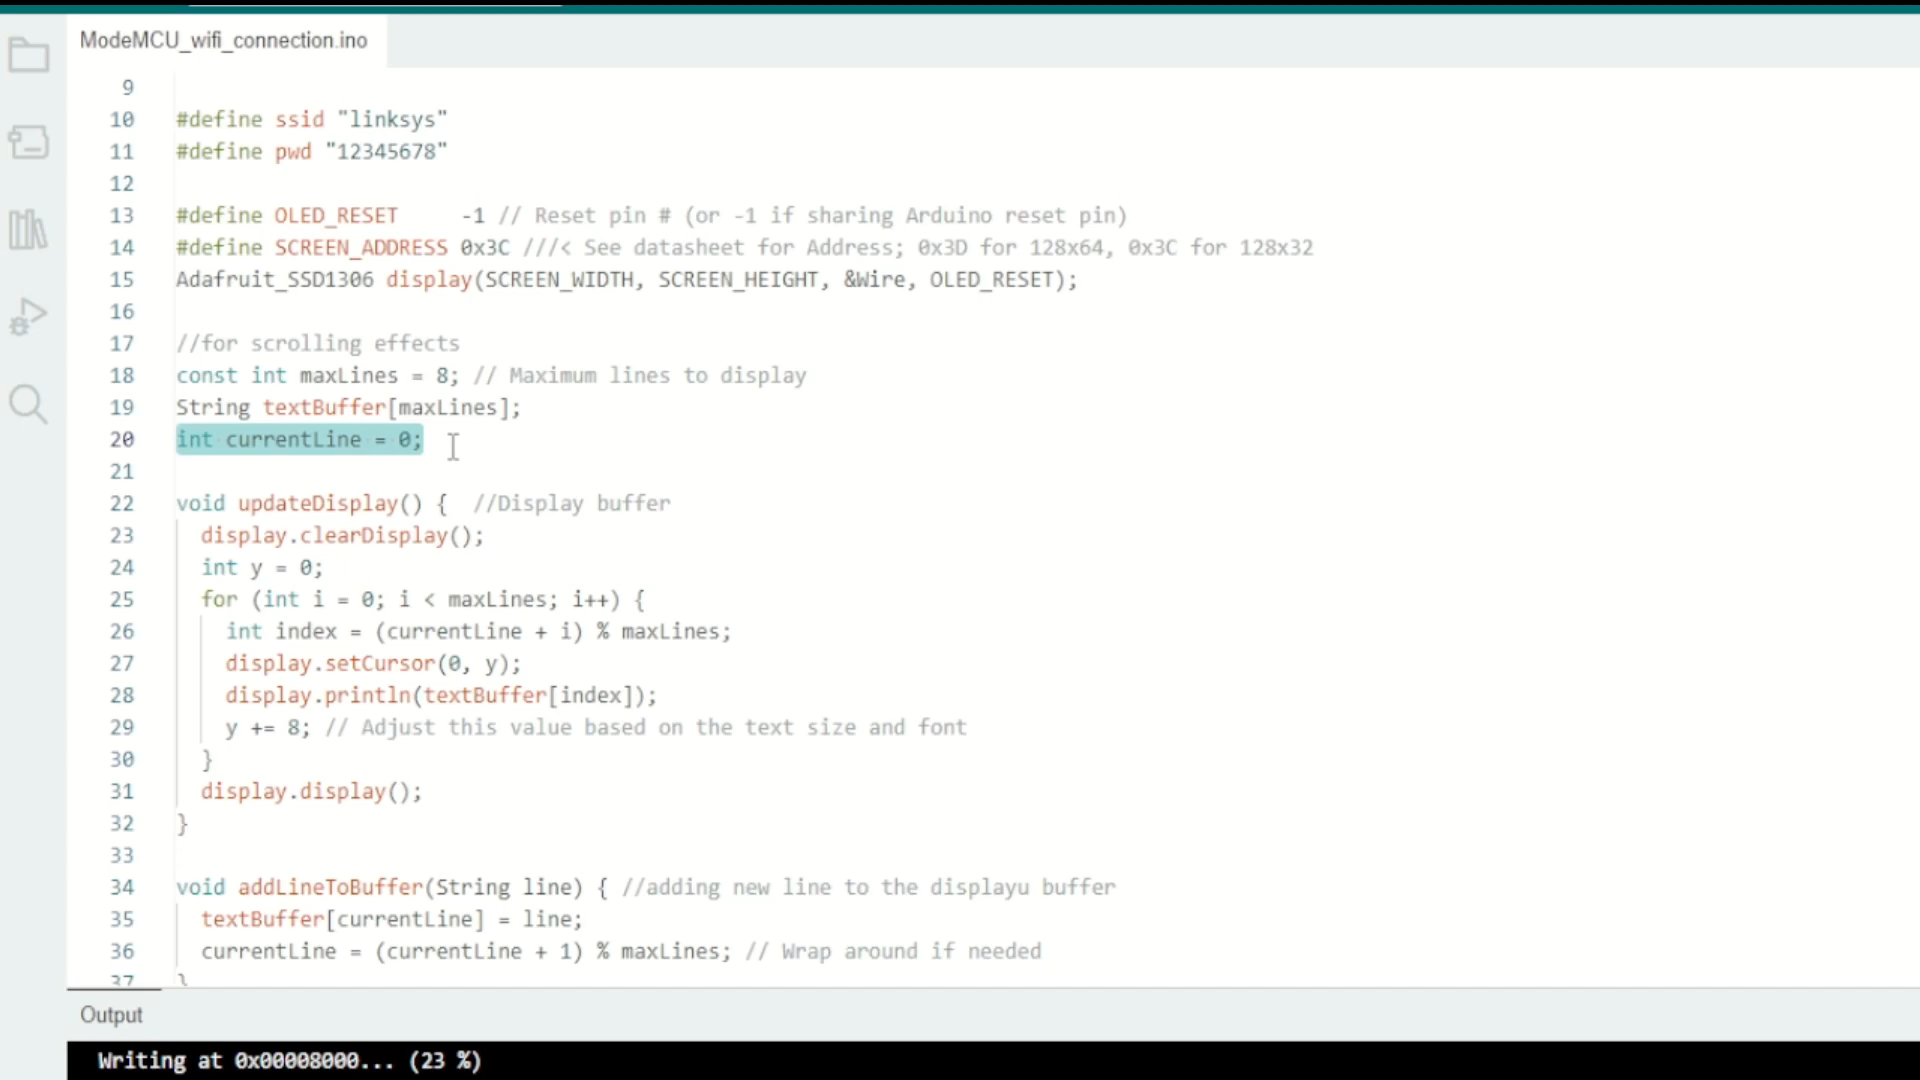 ModeMCU_wifi_connection.ino
9
10 #define ssid "linksys"
11 #define pwd "12345678"
12
13 #define OLED_RESET     -1 // Reset pin # (or -1 if sharing Arduino reset pin)
14 #define SCREEN_ADDRESS 0x3C ///< See datasheet for Address; 0x3D for 128x64, 0x3C for 128x32
15 Adafruit_SSD1306 display(SCREEN_WIDTH, SCREEN_HEIGHT, &Wire, OLED_RESET);
16
17 //for scrolling effects
18 const int maxLines = 8; // Maximum lines to display
19 String textBuffer[maxLines];
20 int currentLine = 0;
21
22 void updateDisplay() {  //Display buffer
23   display.clearDisplay();
24   int y = 0;
25   for (int i = 0; i < maxLines; i++) {
26     int index = (currentLine + i) % maxLines;
27     display.setCursor(0, y);
28     display.println(textBuffer[index]);
29     y += 8; // Adjust this value based on the text size and font
30   }
31   display.display();
32 }
33
34 void addLineToBuffer(String line) { //adding new line to the displayu buffer
35   textBuffer[currentLine] = line;
36   currentLine = (currentLine + 1) % maxLines; // Wrap around if needed
37 }
Output
Writing at 0x00008000... (23 %)